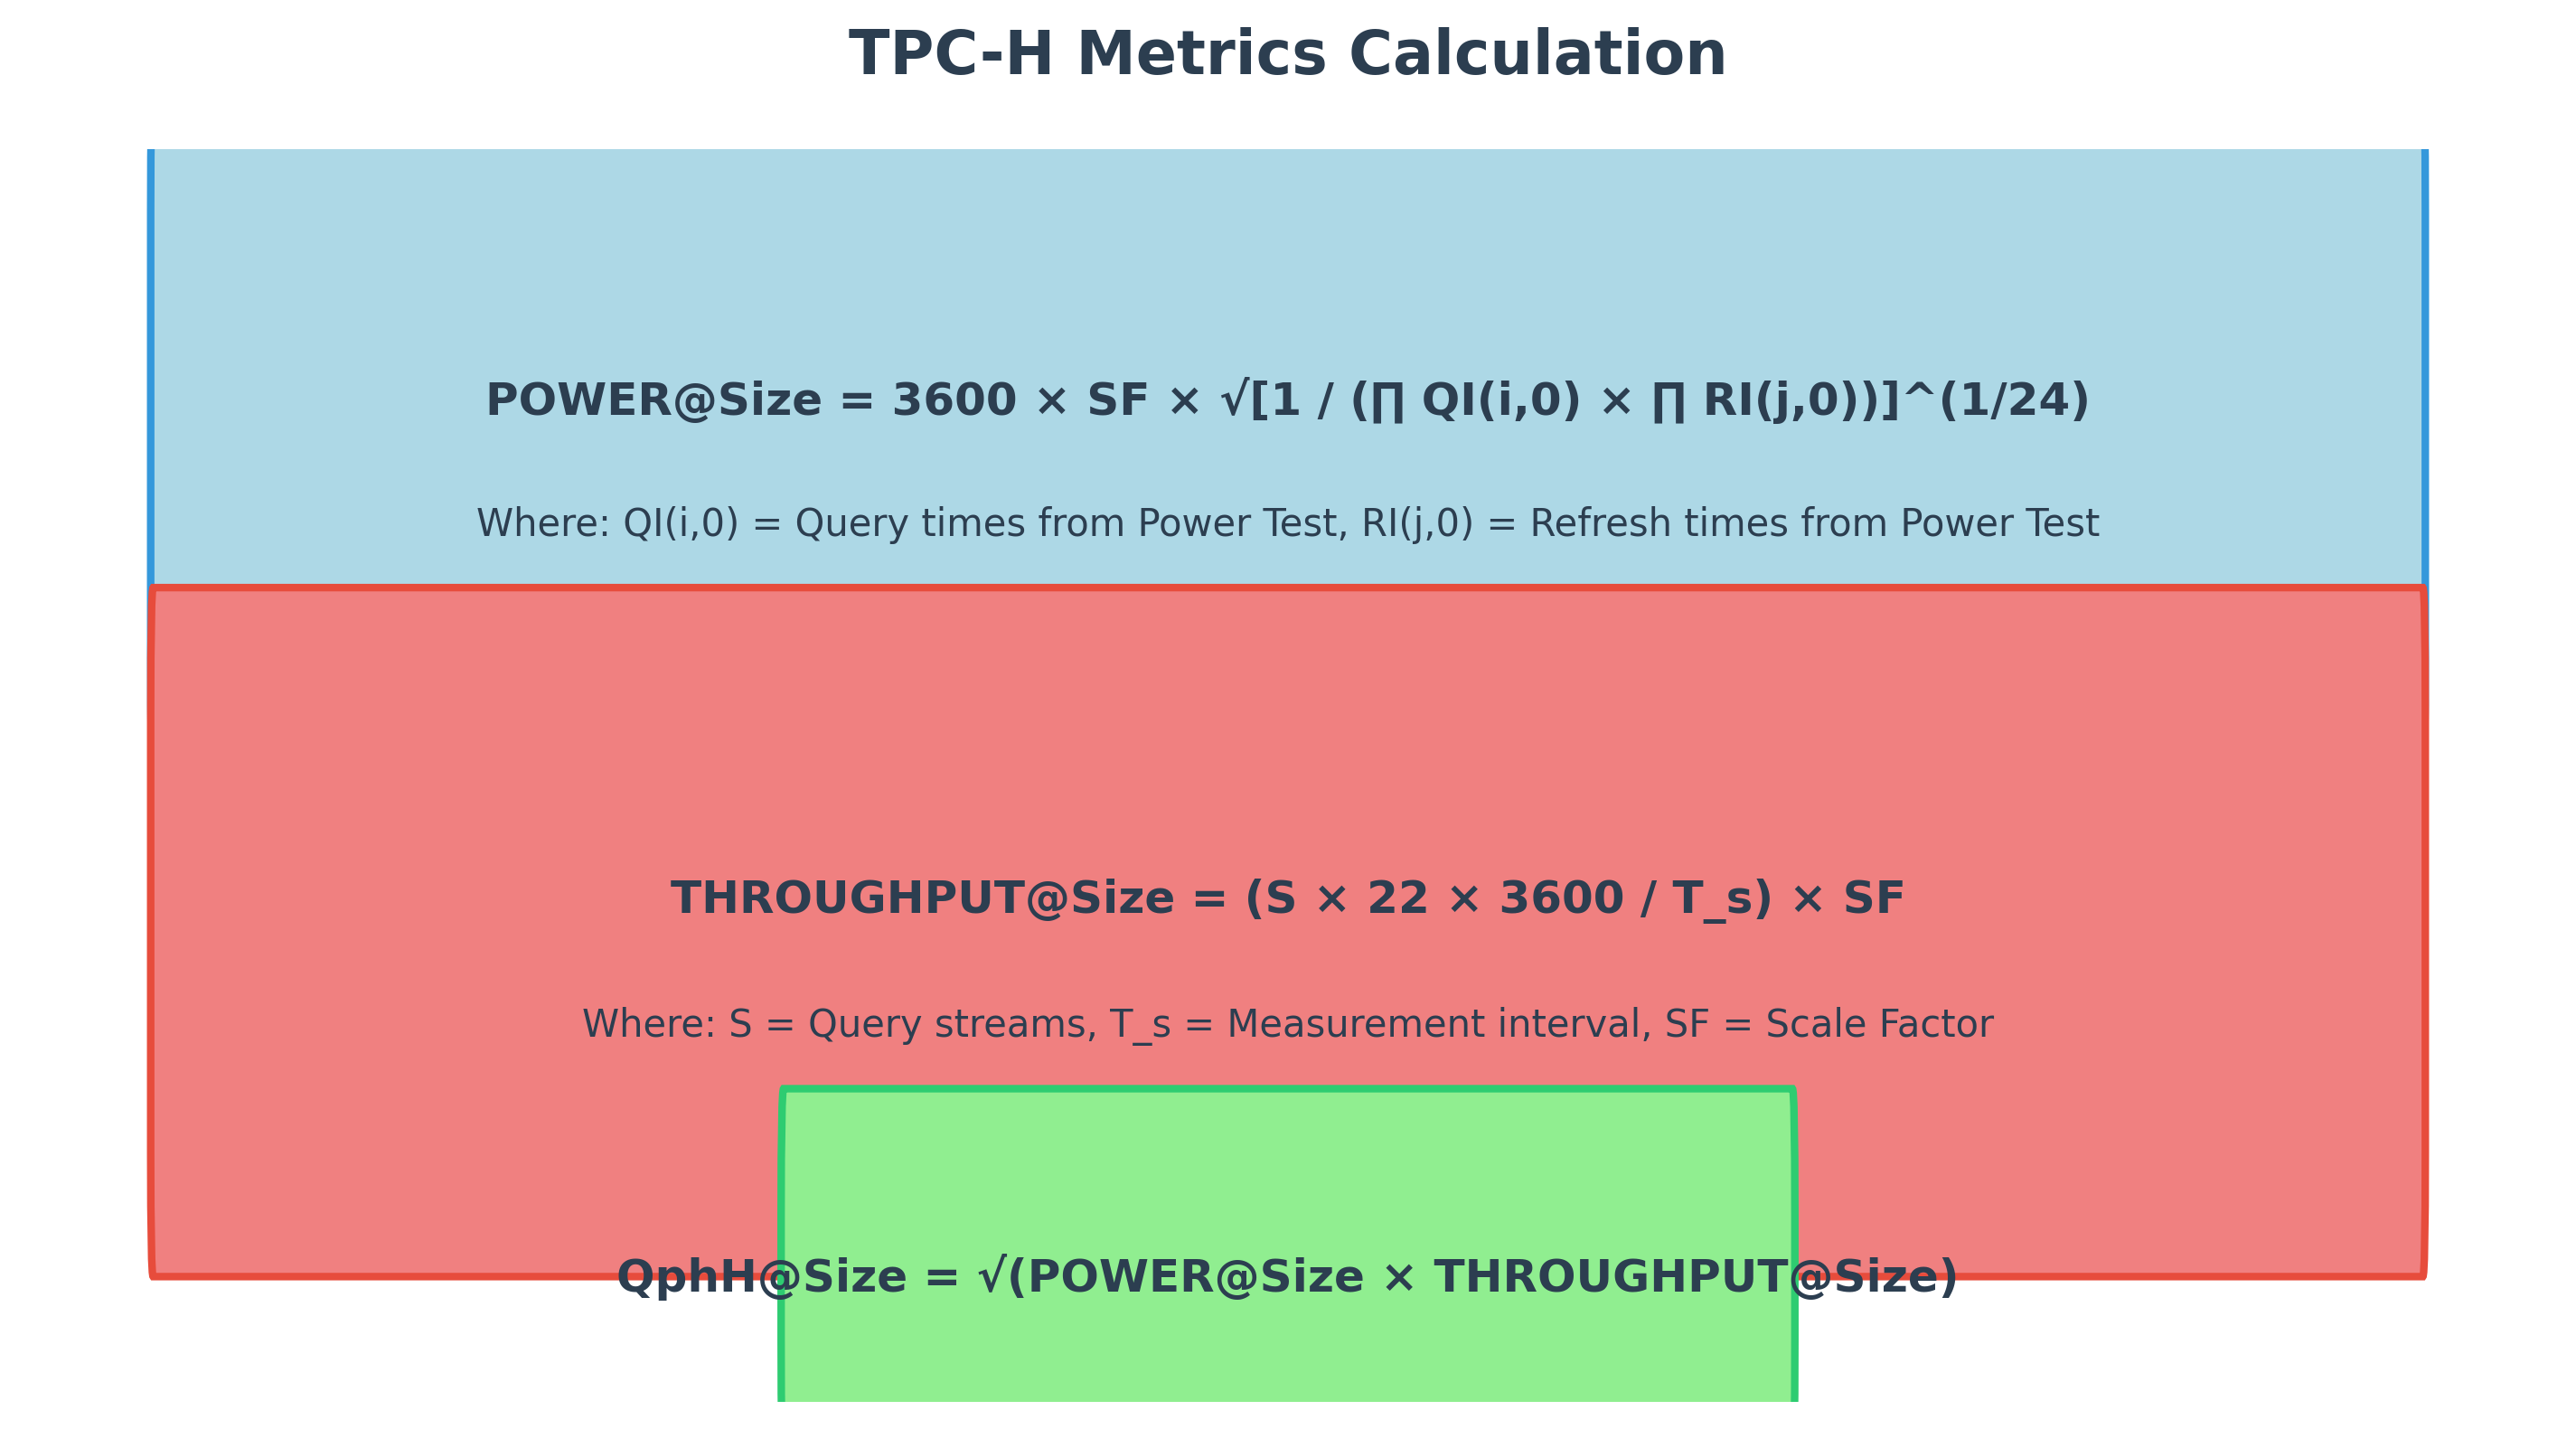 TPC-H Metrics Calculation
POWER@Size = 3600 × SF × √[1 / (∏ QI(i,0) × ∏ RI(j,0))]^(1/24)
Where: QI(i,0) = Query times from Power Test, RI(j,0) = Refresh times from Power Test
THROUGHPUT@Size = (S × 22 × 3600 / T_s) × SF
Where: S = Query streams, T_s = Measurement interval, SF = Scale Factor
QphH@Size = √(POWER@Size × THROUGHPUT@Size)